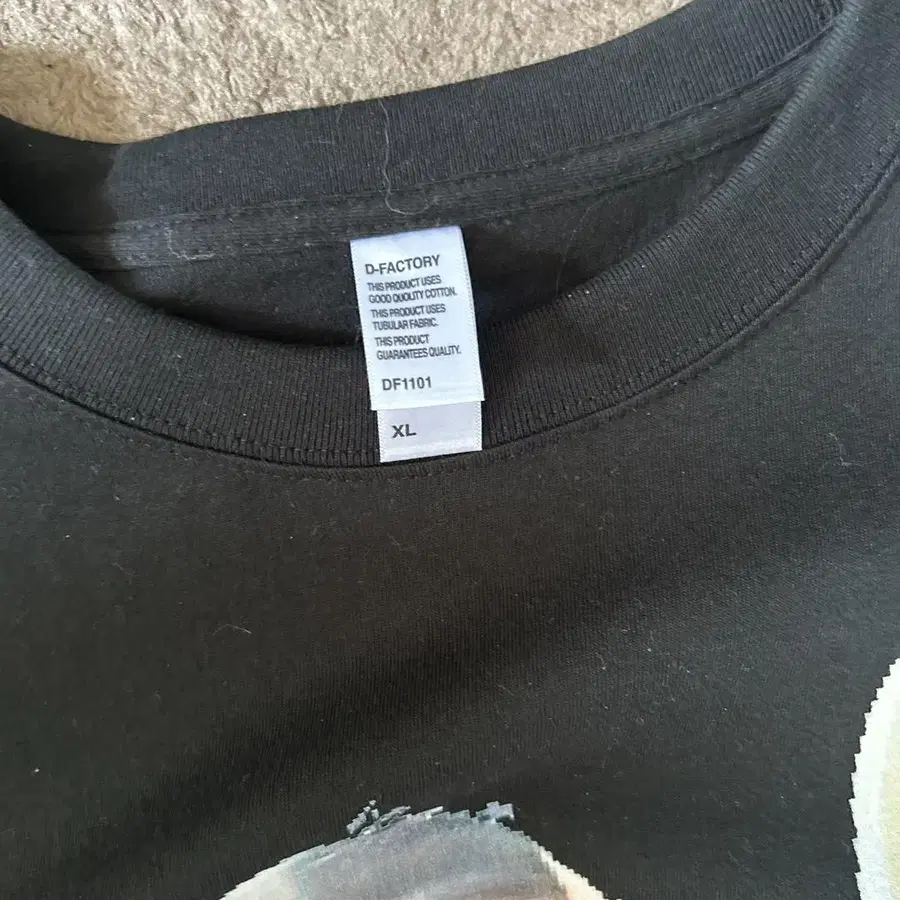 D-FACTORY
THIS PRODUCT USES
GOOD QUOLITY COTTON.
THIS PRODUCT USES
TUBULAR FABRIC.
THIS PRODUCT
GUARANTEES QUALITY.
DF1101
XL